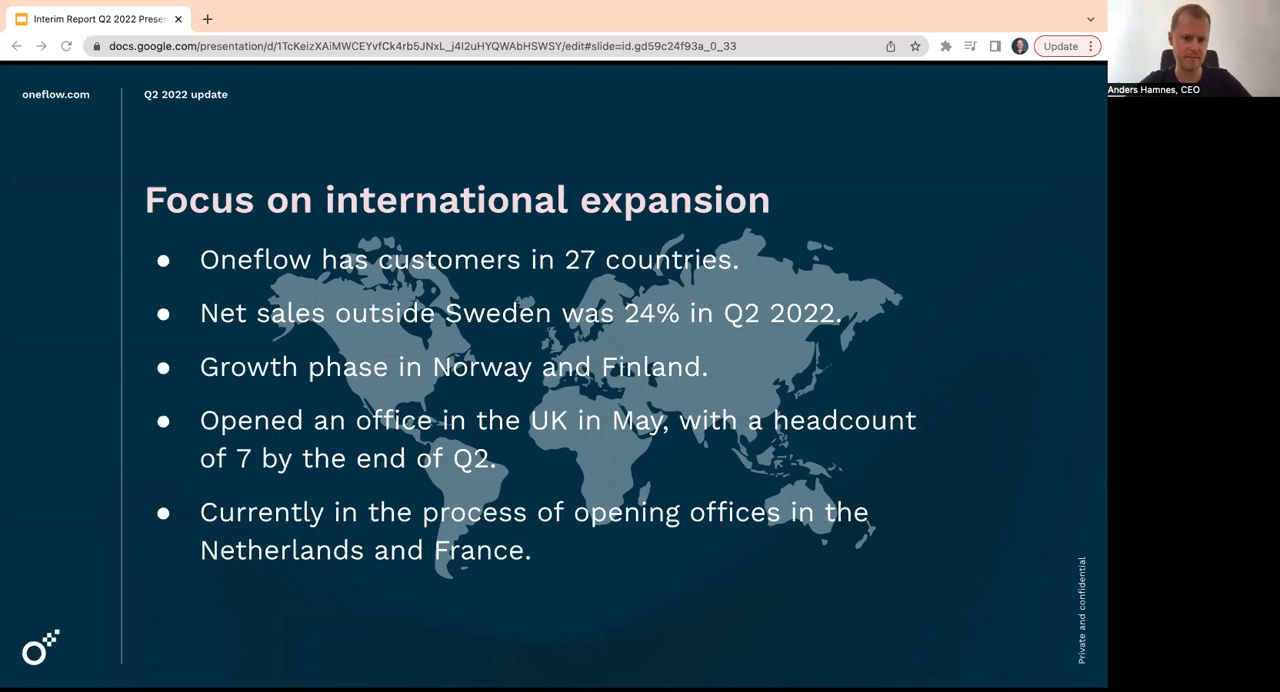 Interim Report Q2 2022 Preser
docs.google.com/presentation/d/1TcKeizXAiMWCEYvfCk4rb5JNxL_j4I2uHYQWAbHSWSY/edit#slide=id.gd59c24f93a_0_33
Update
Anders Hamnes, CEO
oneflow.com
Q2 2022 update
Focus on international expansion
● Oneflow has customers in 27 countries.
● Net sales outside Sweden was 24% in Q2 2022.
● Growth phase in Norway and Finland.
● Opened an office in the UK in May, with a headcount
of 7 by the end of Q2.
● Currently in the process of opening offices in the
Netherlands and France.
Private and confidential